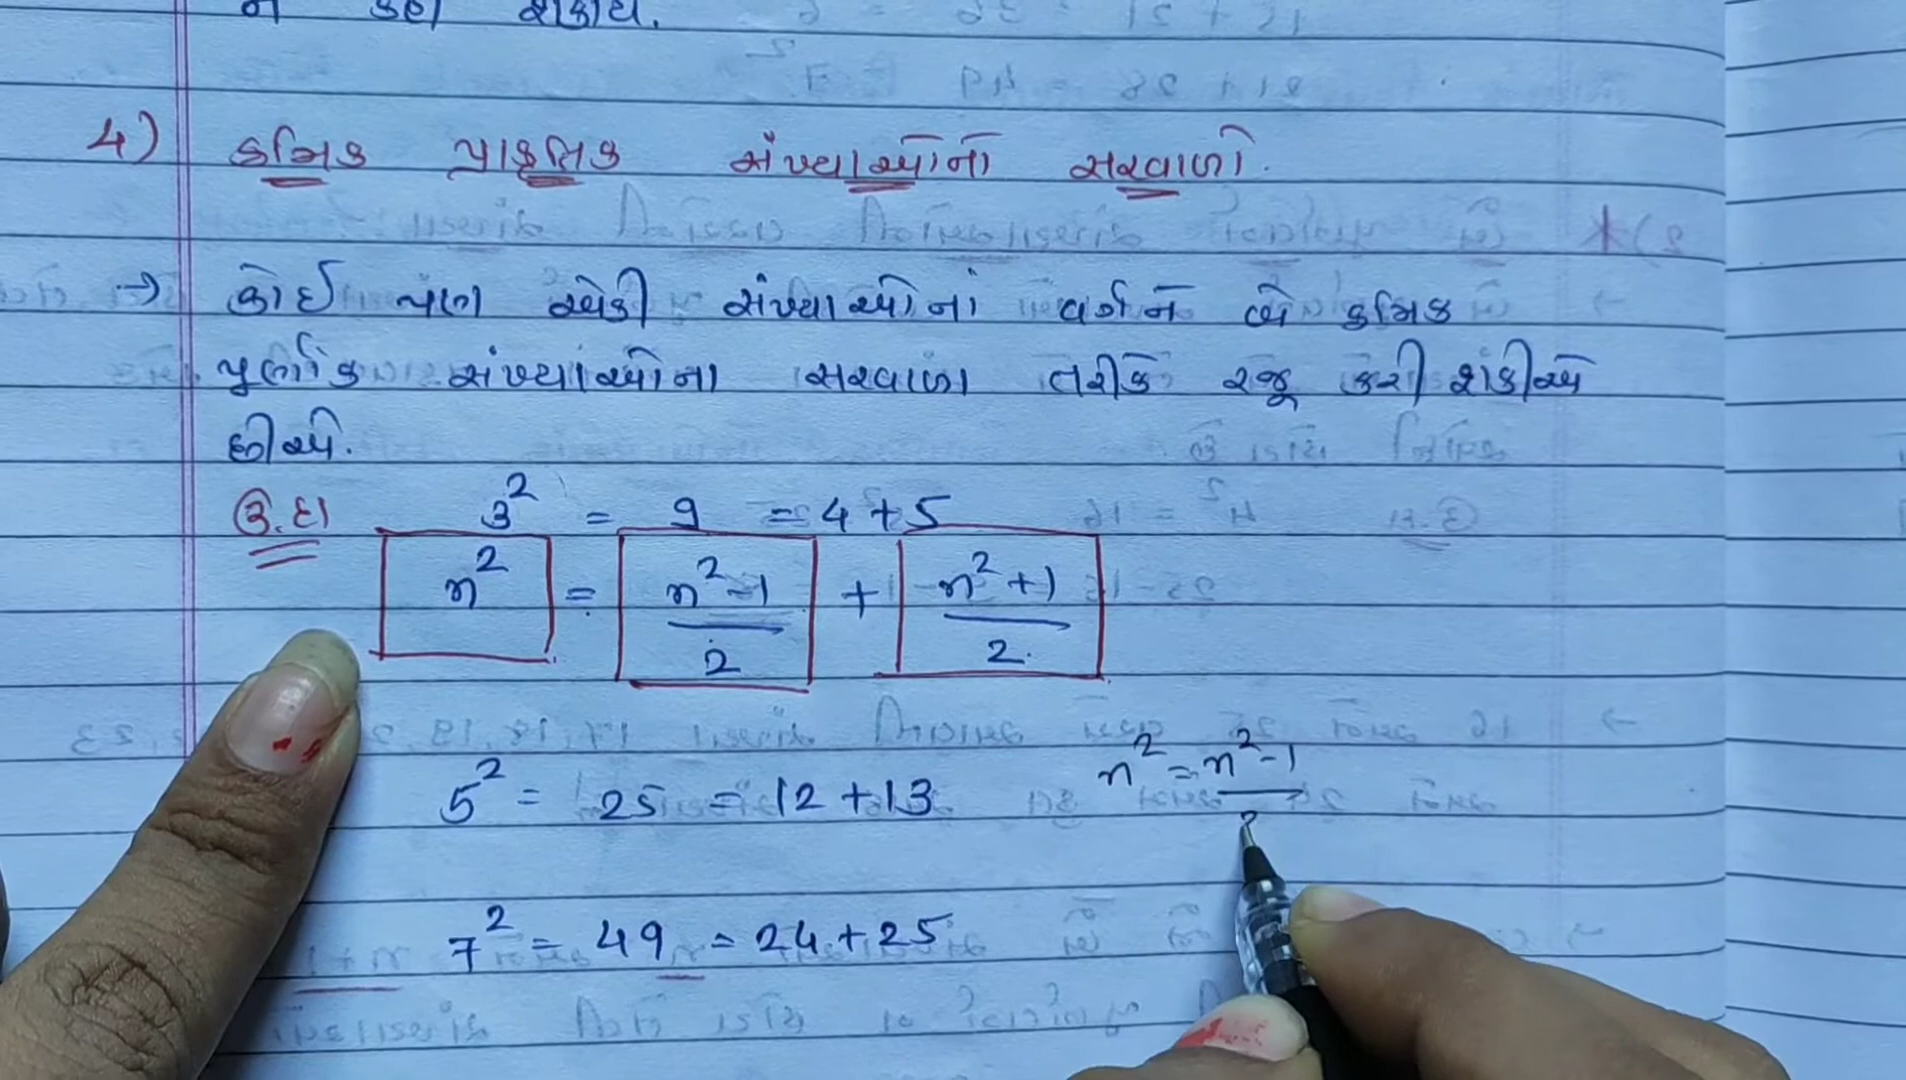 ન કહી શકાય.
4) ક્રમિક પ્રાકૃતિક સંખ્યાઓનો સરવાળો.
→ કોઈ પણ એકી સંખ્યાઓનાં વર્ગને બે ક્રમિક
પૂર્ણાંક સંખ્યાઓના સરવાળા તરીકે રજૂ કરી શકીએ
છીએ.
ઉ.દા 3² = 9 = 4+5
n² = n²-1/2 + n²+1/2
5² = 25 = 12+13 n² = n²-1/2
7² = 49 = 24+25